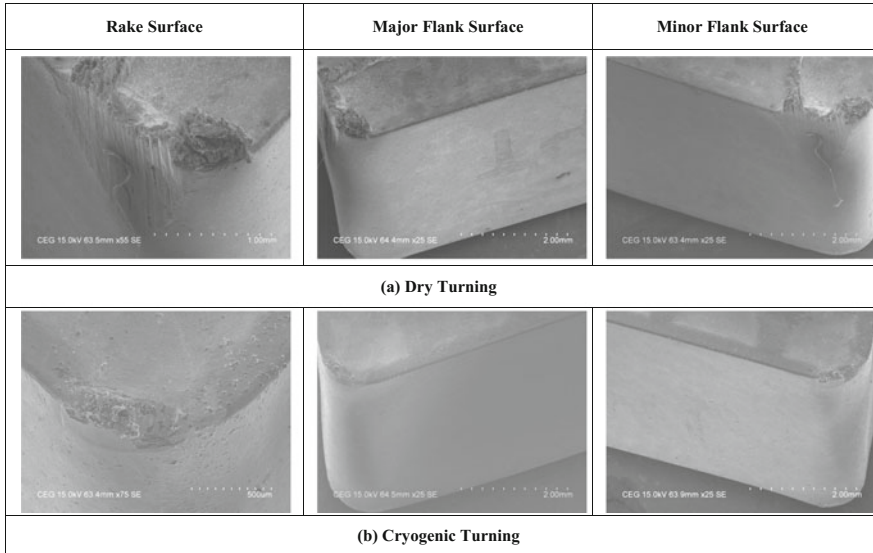 Rake Surface
Major Flank Surface
Minor Flank Surface
CEG 15.0kV 63.5mm x55 SE 1.00mm
CEG 15.0kV 64.4mm x25 SE 2.00mm
CEG 15.0kV 63.4mm x25 SE 2.00mm
(a) Dry Turning
CEG 15.0kV 63.4mm x75 SE 500um
CEG 15.0kV 64.5mm x25 SE 2.00mm
CEG 15.0kV 63.9mm x25 SE 2.00mm
(b) Cryogenic Turning